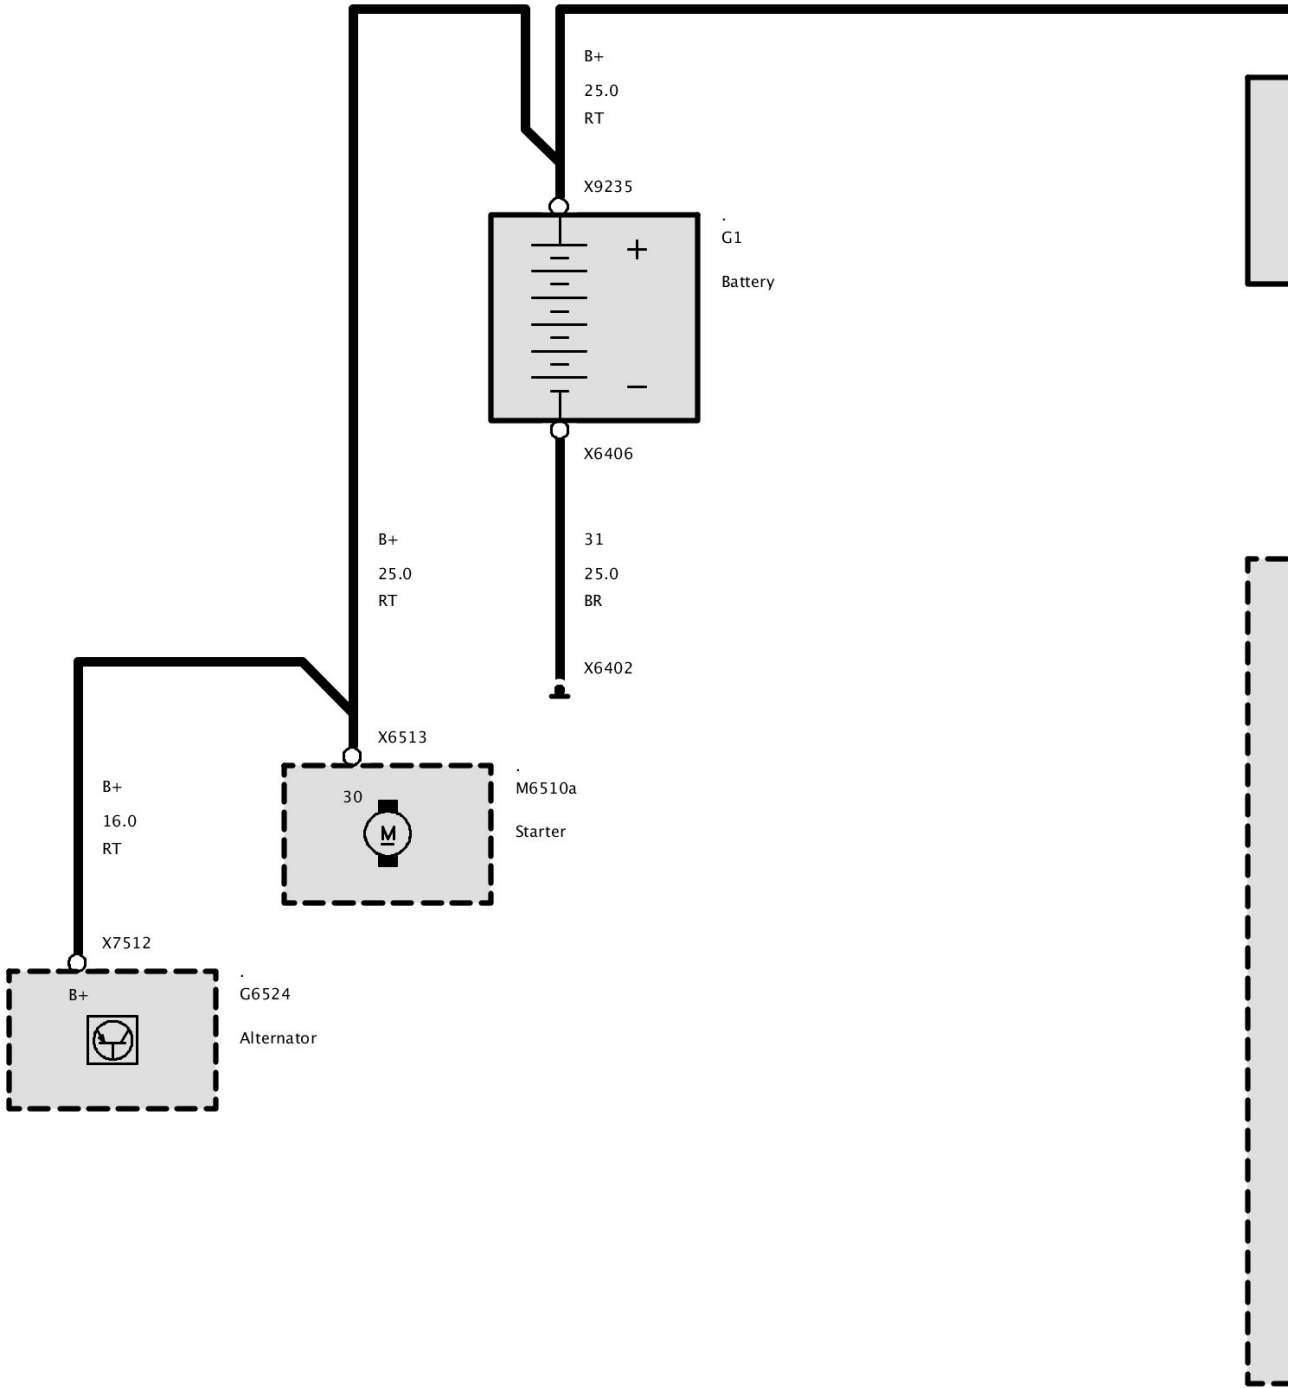 B+
25.0
RT
X9235
+
.
G1
Battery
−
X6406
B+
25.0
RT
31
25.0
BR
X6402
X6513
30
M
.
M6510a
Starter
B+
16.0
RT
X7512
B+
.
G6524
Alternator